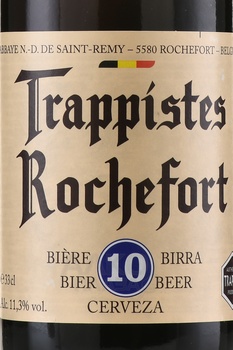 ABBAYE N.-D. DE SAINT-REMY – 5580 ROCHEFORT – BELG
Trappistes
Rochefort
BIÈRE 10 BIRRA
BIER BEER
CERVEZA
33cl
Alc. 11,3% vol.
TRAP